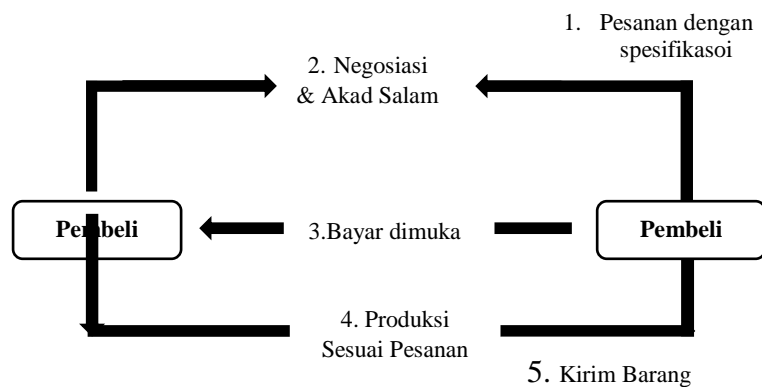 1. Pesanan dengan
spesifikasoi
2. Negosiasi
& Akad Salam
Pembeli
3.Bayar dimuka
Pembeli
4. Produksi
Sesuai Pesanan
5. Kirim Barang